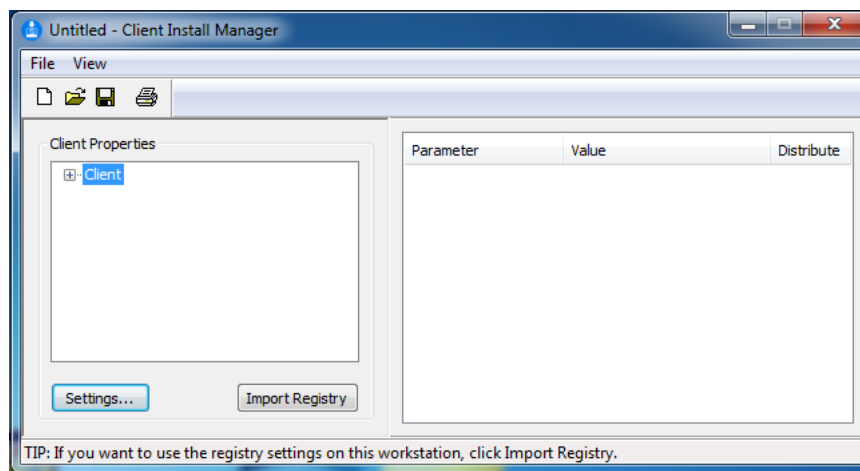 Untitled - Client Install Manager
File View
Client Properties
Client
Settings...
Import Registry
Parameter Value Distribute
TIP: If you want to use the registry settings on this workstation, click Import Registry.